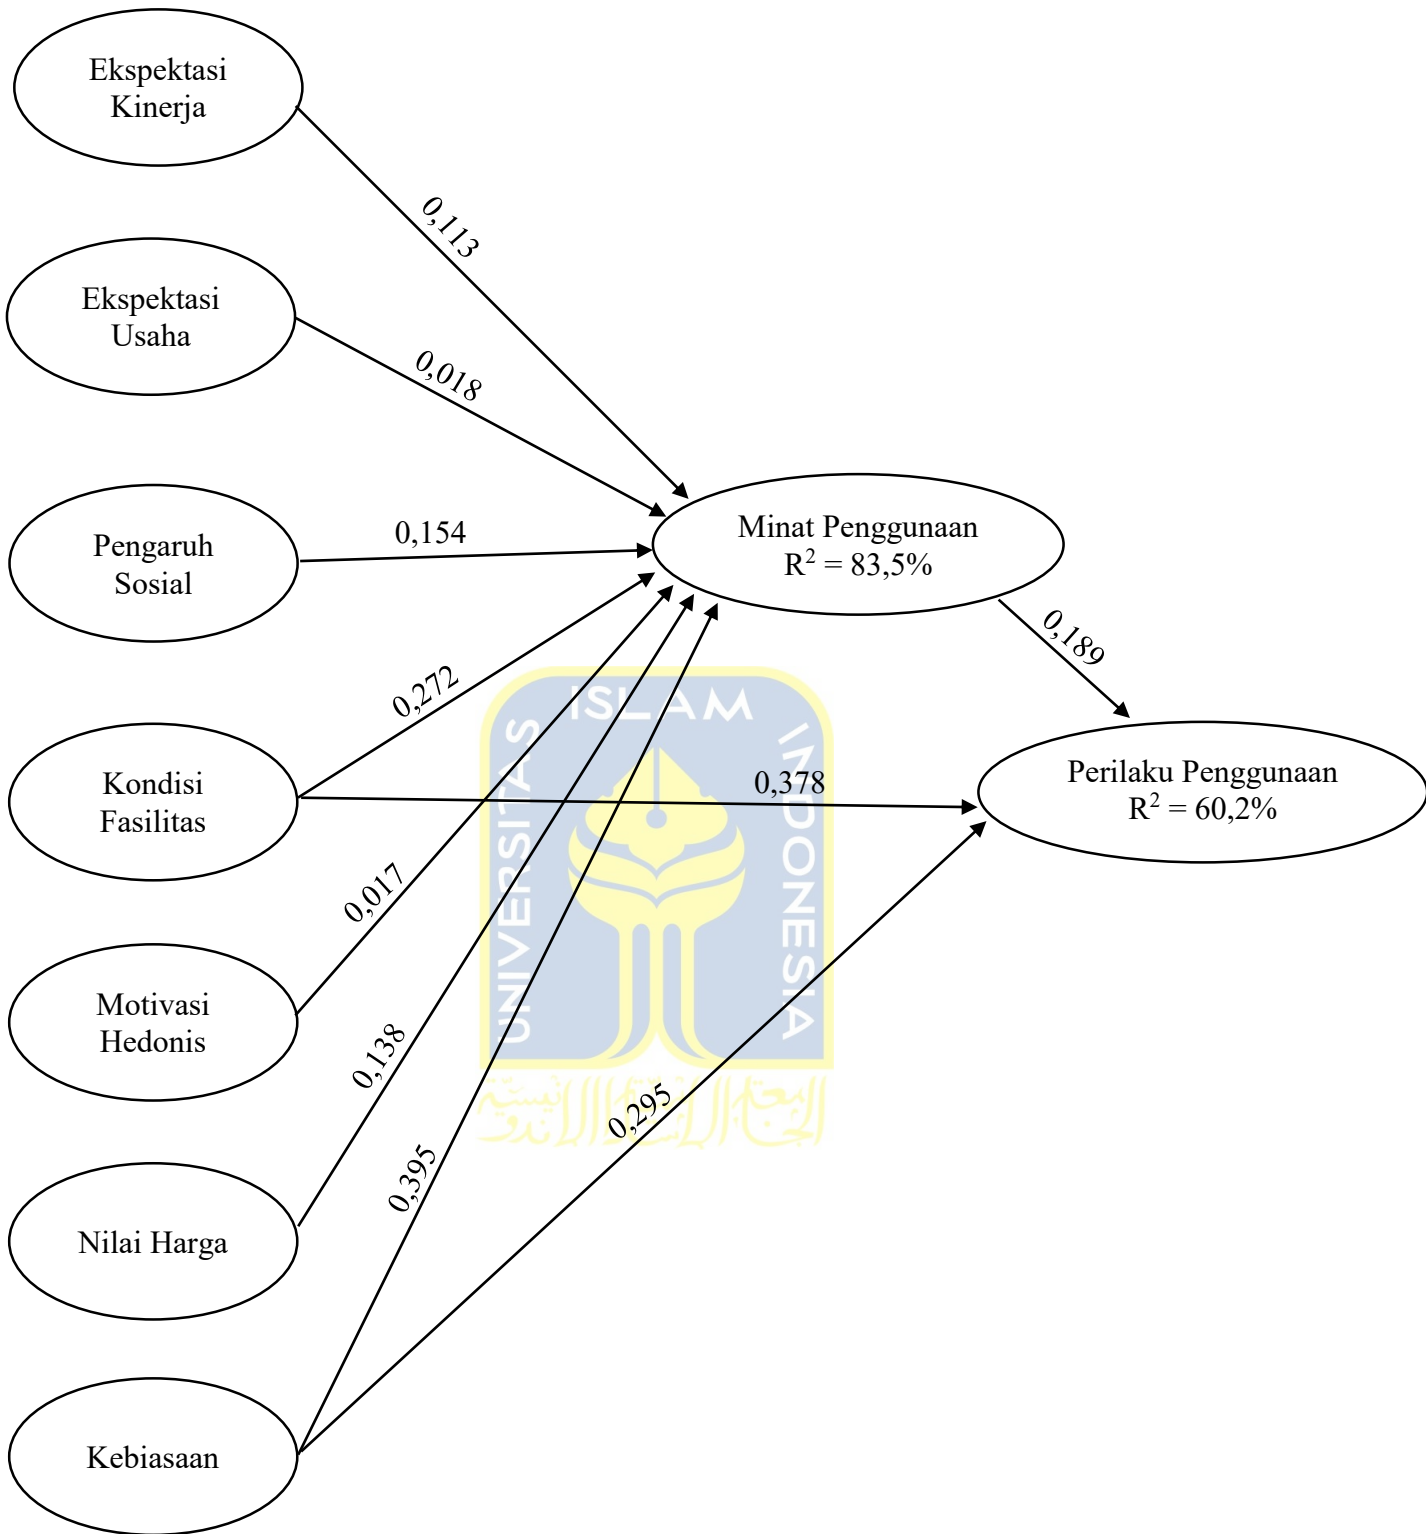 Ekspektasi
Kinerja
0,113
Ekspektasi
Usaha
0,018
Pengaruh
Sosial
0,154
Minat Penggunaan
R² = 83,5%
0,189
Kondisi
Fasilitas
0,272
0,378
Perilaku Penggunaan
R² = 60,2%
Motivasi
Hedonis
0,017
Nilai Harga
0,138
Kebiasaan
0,395
0,295
UNIVERSITAS
ISLAM
INDONESIA